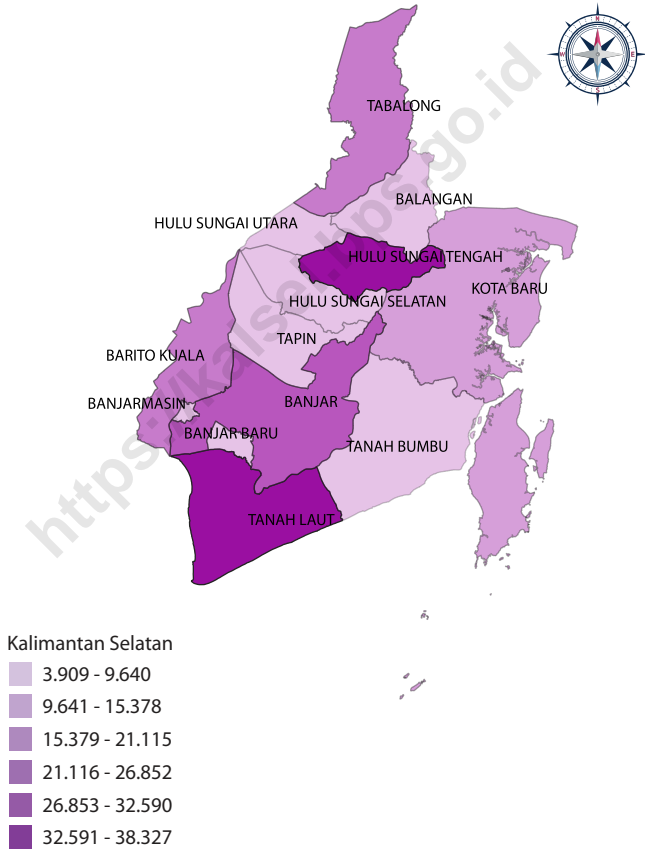 N
W
E
S
TABALONG
BALANGAN
HULU SUNGAI UTARA
HULU SUNGAI TENGAH
KOTA BARU
HULU SUNGAI SELATAN
TAPIN
BARITO KUALA
BANJARMASIN
BANJAR
BANJAR BARU
TANAH BUMBU
TANAH LAUT
https://kalsel.bps.go.id
Kalimantan Selatan
3.909 - 9.640
9.641 - 15.378
15.379 - 21.115
21.116 - 26.852
26.853 - 32.590
32.591 - 38.327